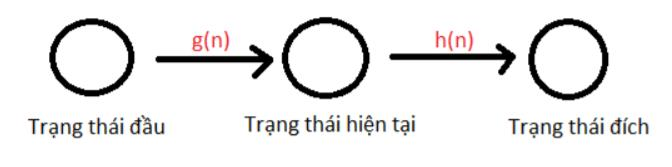 g(n)
h(n)
Trạng thái đầu
Trạng thái hiện tại
Trạng thái đích